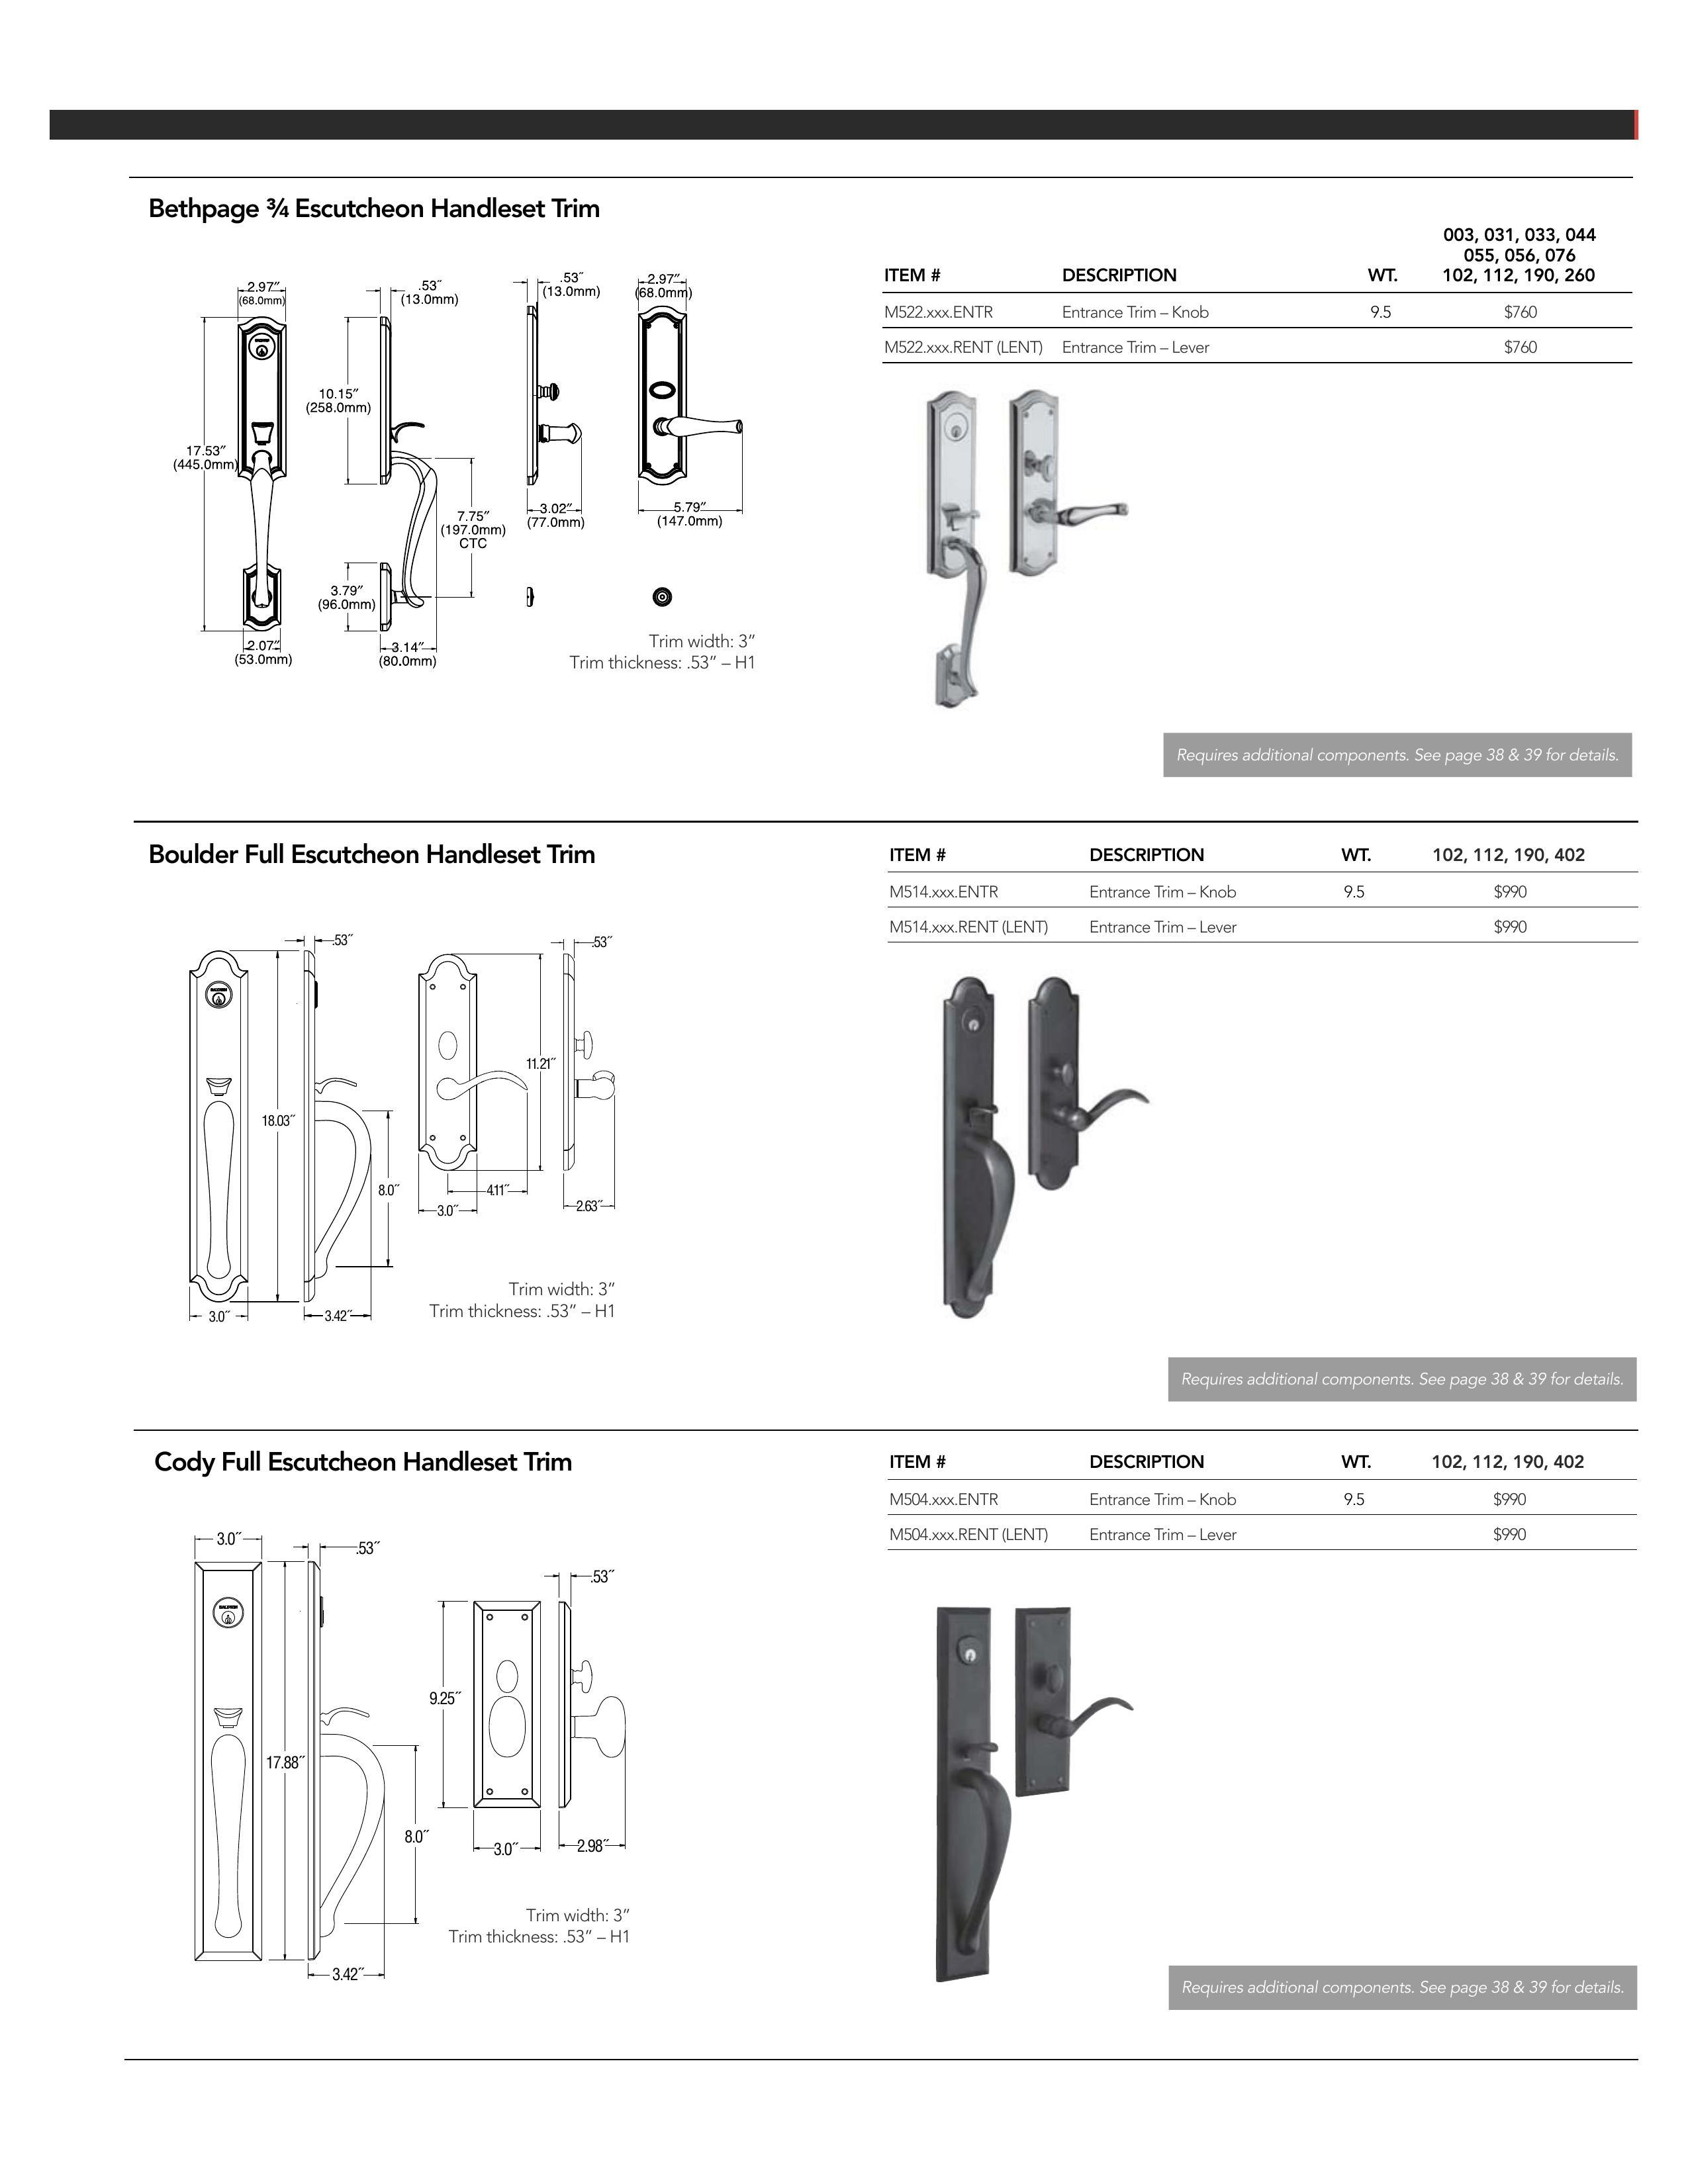 Bethpage ¾ Escutcheon Handleset Trim
003, 031, 033, 044
055, 056, 076
ITEM # DESCRIPTION WT. 102, 112, 190, 260
M522.xxx.ENTR Entrance Trim – Knob 9.5 $760
M522.xxx.RENT (LENT) Entrance Trim – Lever $760
2.97″
(68.0mm)
.53″
(13.0mm)
.53″
(13.0mm)
2.97″
(68.0mm)
10.15″
(258.0mm)
17.53″
(445.0mm)
3.02″
(77.0mm)
5.79″
(147.0mm)
7.75″
(197.0mm)
CTC
3.79″
(96.0mm)
2.07″
(53.0mm)
3.14″
(80.0mm)
Trim width: 3″
Trim thickness: .53″ – H1
Requires additional components. See page 38 & 39 for details.
Boulder Full Escutcheon Handleset Trim
ITEM # DESCRIPTION WT. 102, 112, 190, 402
M514.xxx.ENTR Entrance Trim – Knob 9.5 $990
M514.xxx.RENT (LENT) Entrance Trim – Lever $990
.53″
.53″
11.21″
18.03″
8.0″
4.11″
3.0″
2.63″
3.0″
3.42″
Trim width: 3″
Trim thickness: .53″ – H1
Requires additional components. See page 38 & 39 for details.
Cody Full Escutcheon Handleset Trim
ITEM # DESCRIPTION WT. 102, 112, 190, 402
M504.xxx.ENTR Entrance Trim – Knob 9.5 $990
M504.xxx.RENT (LENT) Entrance Trim – Lever $990
3.0″
.53″
.53″
9.25″
17.88″
8.0″
3.0″
2.98″
3.42″
Trim width: 3″
Trim thickness: .53″ – H1
Requires additional components. See page 38 & 39 for details.